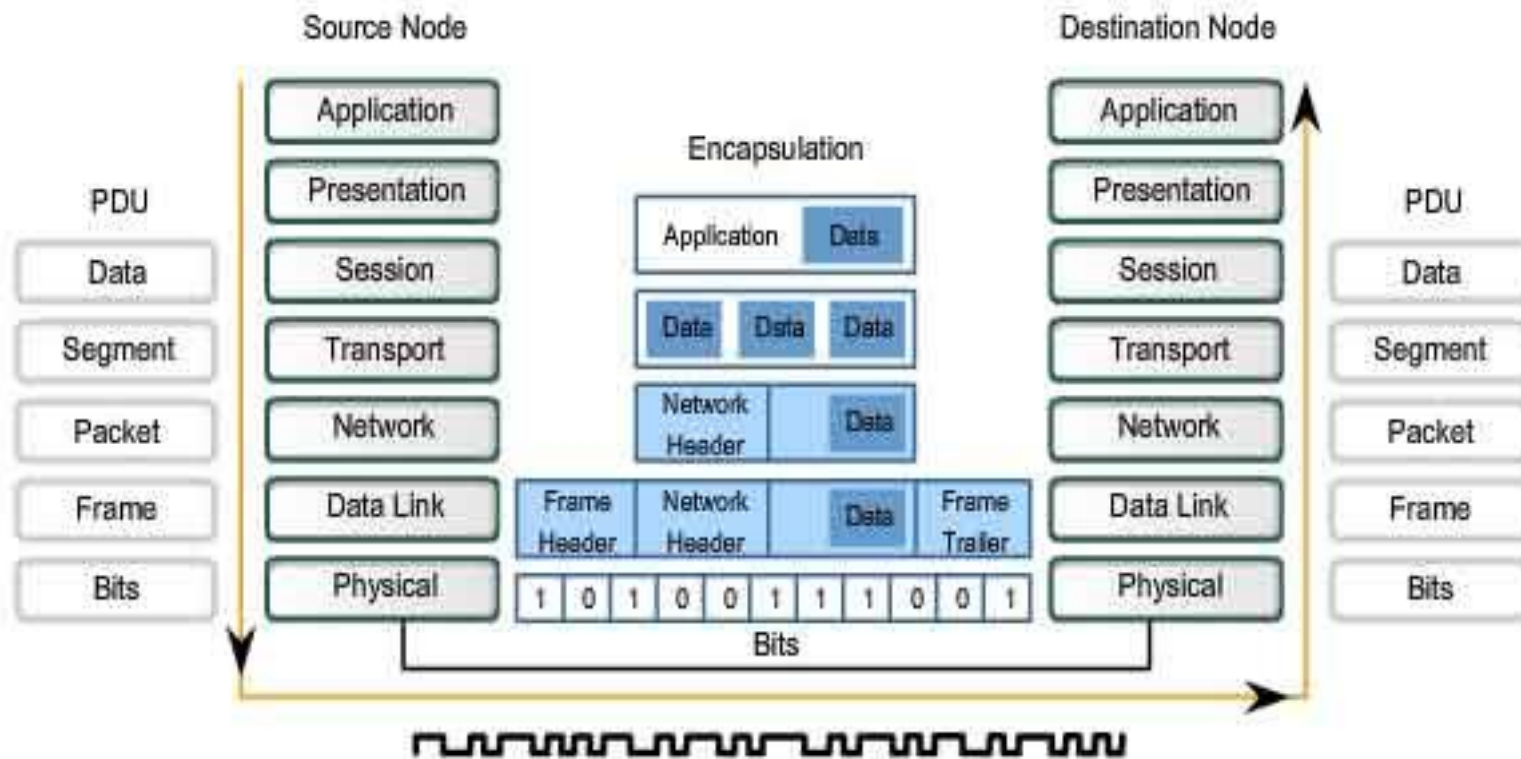 Source Node
Destination Node
Application
Presentation
Session
Transport
Network
Data Link
Physical
PDU
Data
Segment
Packet
Frame
Bits
Encapsulation
Application Data
Data Data Data
Network Header Data
Frame Header Network Header Data Frame Trailer
1 0 1 0 0 1 1 1 0 0 1
Bits
Application
Presentation
Session
Transport
Network
Data Link
Physical
PDU
Data
Segment
Packet
Frame
Bits